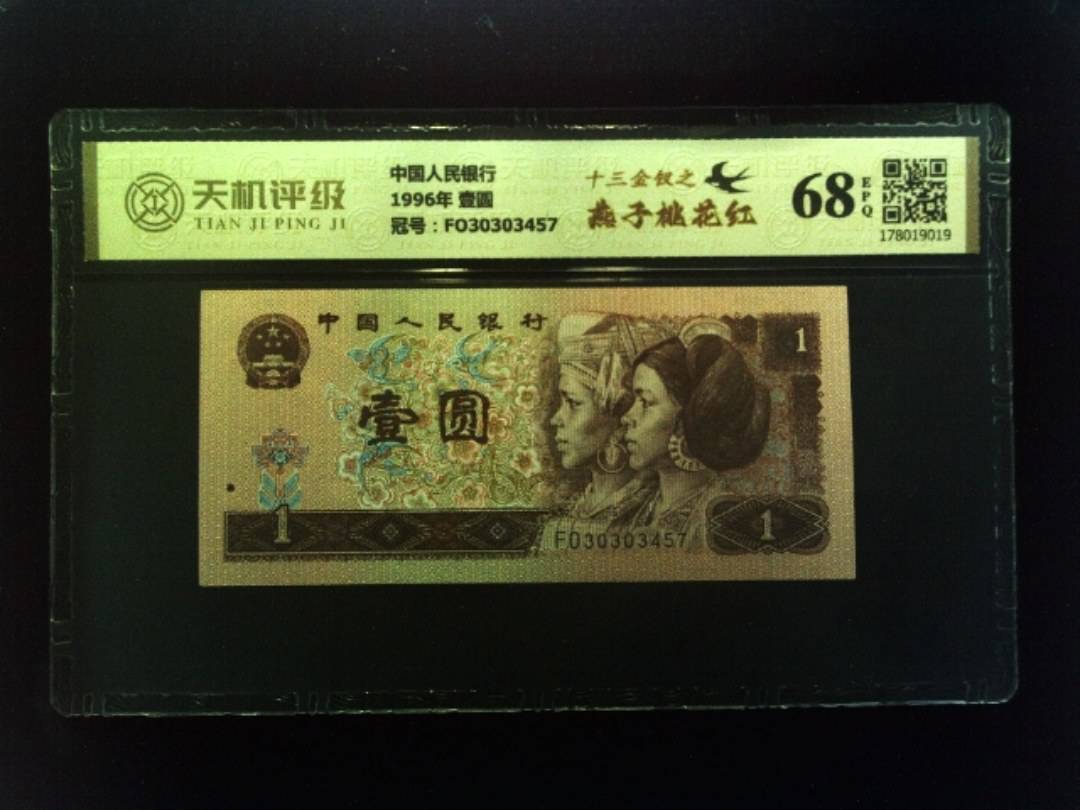 天机评级
TIAN JI PING JI
中国人民银行
1996年 壹圆
冠号：FO30303457
十三金钗之
燕子桃花红
68
EPQ
178019019
中国人民银行
1
壹圆
1
FO30303457
1